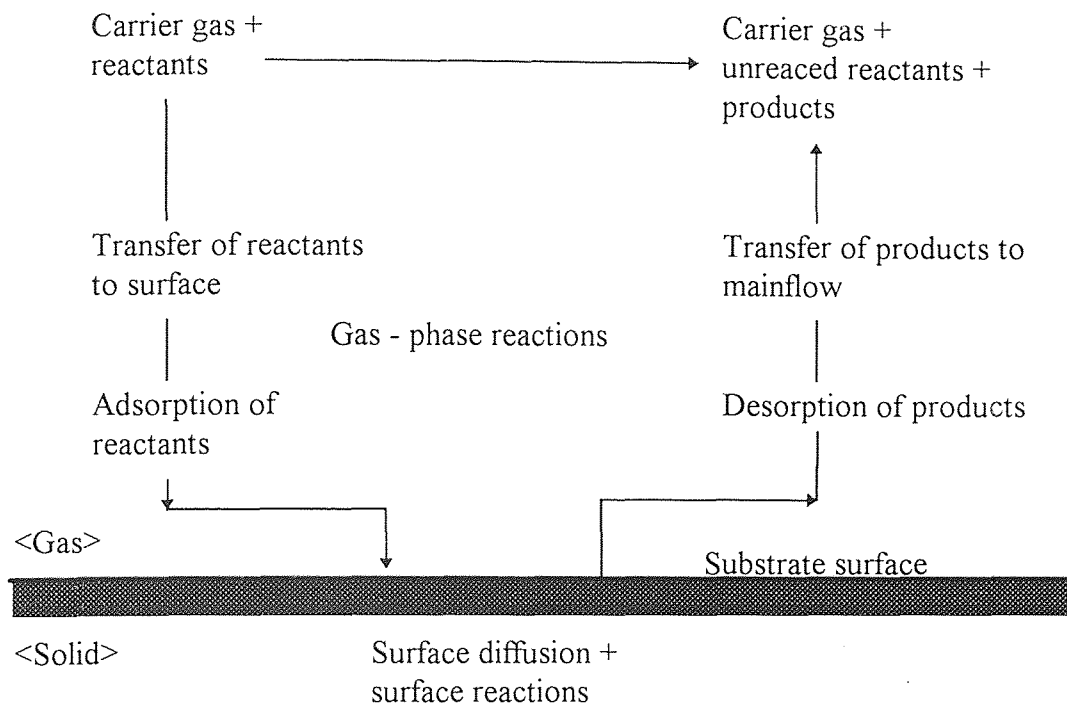 Carrier gas +
reactants
Carrier gas +
unreaced reactants +
products
Transfer of reactants
to surface
Transfer of products to
mainflow
Gas - phase reactions
Adsorption of
reactants
Desorption of products
<Gas>
Substrate surface
<Solid>
Surface diffusion +
surface reactions